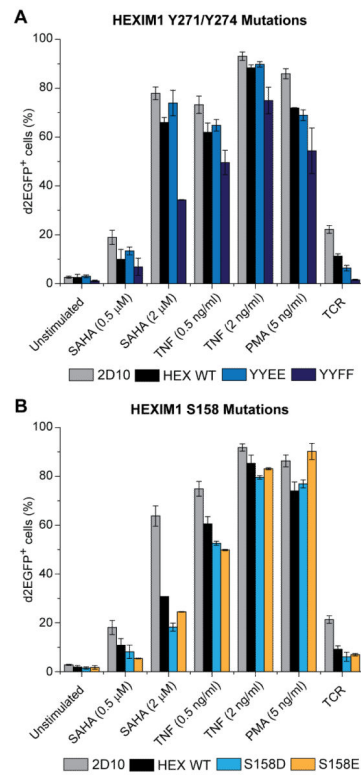 A
HEXIM1 Y271/Y274 Mutations
d2EGFP+ cells (%)
100
80
60
40
20
0
Unstimulated
SAHA (0.5 μM)
SAHA (2 μM)
TNF (0.5 ng/ml)
TNF (2 ng/ml)
PMA (5 ng/ml)
TCR
2D10 HEX WT YYEE YYFF
B
HEXIM1 S158 Mutations
d2EGFP+ cells (%)
100
80
60
40
20
0
Unstimulated
SAHA (0.5 μM)
SAHA (2 μM)
TNF (0.5 ng/ml)
TNF (2 ng/ml)
PMA (5 ng/ml)
TCR
2D10 HEX WT S158D S158E